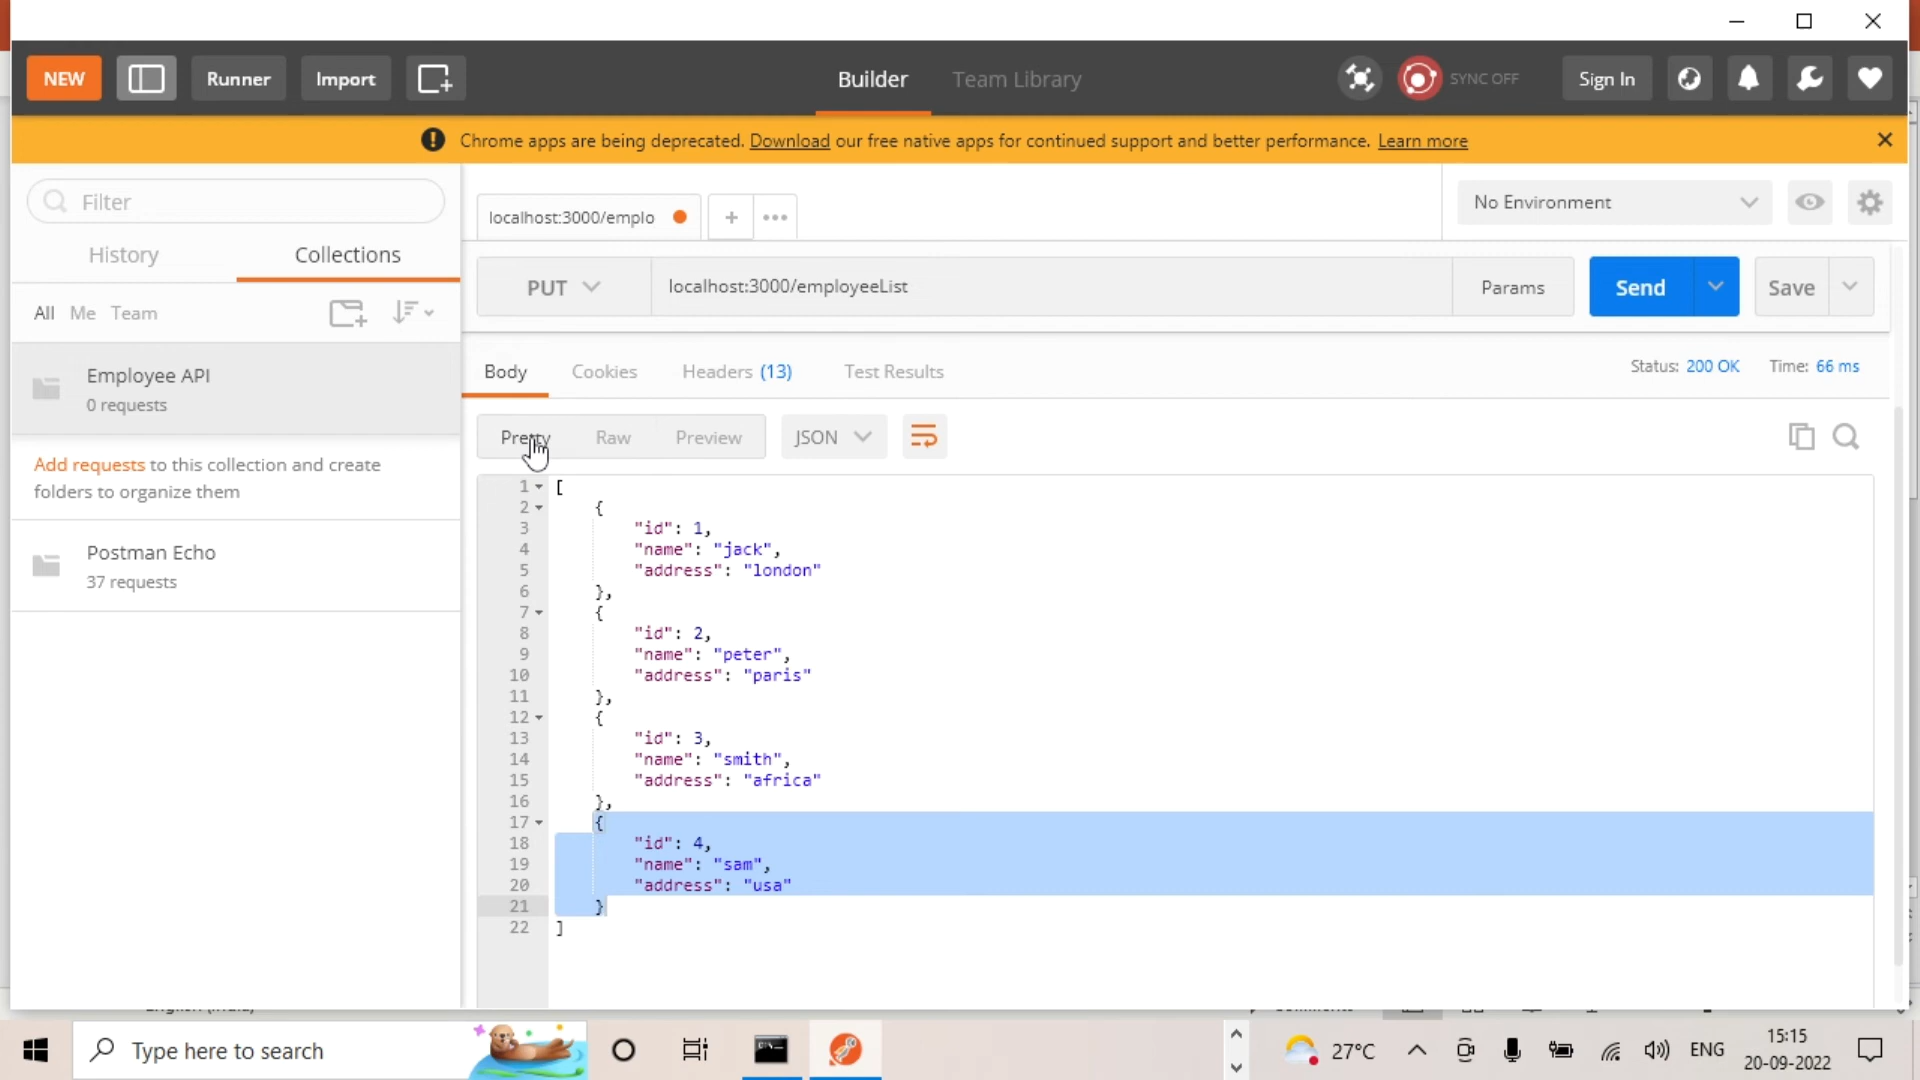 NEW Runner Import Builder Team Library SYNC OFF Sign In
Chrome apps are being deprecated. Download our free native apps for continued support and better performance. Learn more
Filter
History Collections
All Me Team
Employee API
0 requests
Add requests to this collection and create
folders to organize them
Postman Echo
37 requests
localhost:3000/emplo + ••• No Environment
PUT localhost:3000/employeeList Params Send Save
Body Cookies Headers (13) Test Results Status: 200 OK Time: 66 ms
Pretty Raw Preview JSON
1 [
2 {
3 "id": 1,
4 "name": "jack",
5 "address": "london"
6 },
7 {
8 "id": 2,
9 "name": "peter",
10 "address": "paris"
11 },
12 {
13 "id": 3,
14 "name": "smith",
15 "address": "africa"
16 },
17 {
18 "id": 4,
19 "name": "sam",
20 "address": "usa"
21 }
22 ]
Type here to search 27°C ENG 15:15
20-09-2022